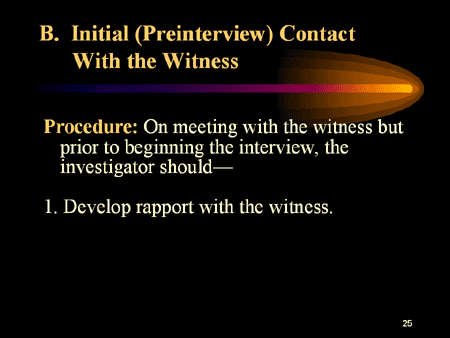 B. Initial (Preinterview) Contact
With the Witness
Procedure: On meeting with the witness but
prior to beginning the interview, the
investigator should—
1. Develop rapport with the witness.
25